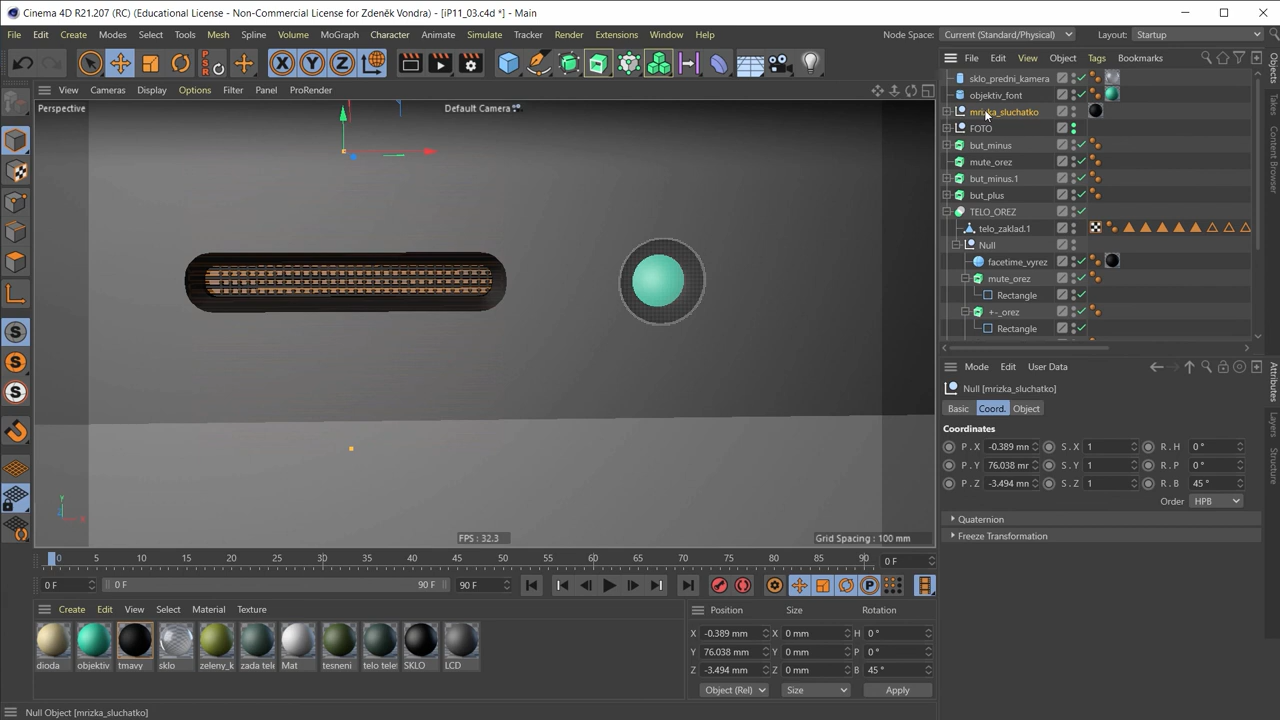 Cinema 4D R21.207 (RC) (Educational License - Non-Commercial License for Zdeněk Vondra) - [iP11_03.c4d *] - Main
File Edit Create Modes Select Tools Mesh Spline Volume MoGraph Character Animate Simulate Tracker Render Extensions Window Help Node Space: Current (Standard/Physical) Layout: Startup
PSR
View Cameras Display Options Filter Panel ProRender
File Edit View Object Tags Bookmarks
Perspective
Default Camera
sklo_predni_kamera
objektiv_font
mrizka_sluchatko
FOTO
but_minus
mute_orez
but_minus.1
but_plus
TELO_OREZ
telo_zaklad.1
Null
facetime_vyrez
mute_orez
Rectangle
+-_orez
Rectangle
Objects
Takes
Content Browser
Attributes
Layers
Structure
Mode Edit User Data
Null [mrizka_sluchatko]
Basic Coord. Object
Coordinates
P . X -0.389 mm S . X 1 R . H 0 °
P . Y 76.038 mr S . Y 1 R . P 0 °
P . Z -3.494 mm S . Z 1 R . B 45 °
Order HPB
Quaternion
Freeze Transformation
FPS : 32.3
Grid Spacing : 100 mm
0 5 10 15 20 25 30 35 40 45 50 55 60 65 70 75 80 85 90 0 F
0 F 0 F 90 F 90 F
Create Edit View Select Material Texture
dioda objektiv tmavy sklo zeleny_k zada tele Mat tesneni telo tele SKLO LCD
Position Size Rotation
X -0.389 mm X 0 mm H 0 °
Y 76.038 mm Y 0 mm P 0 °
Z -3.494 mm Z 0 mm B 45 °
Object (Rel) Size Apply
Null Object [mrizka_sluchatko]